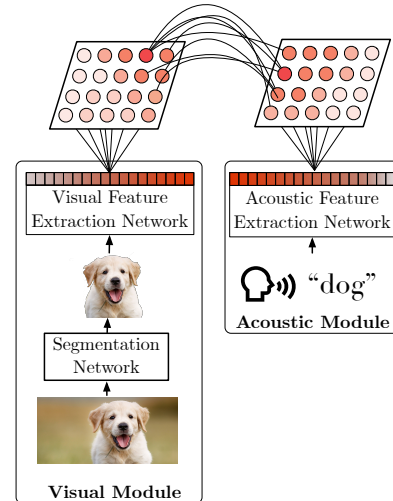 Visual Feature
Extraction Network
Segmentation
Network
Visual Module
Acoustic Feature
Extraction Network
“dog”
Acoustic Module